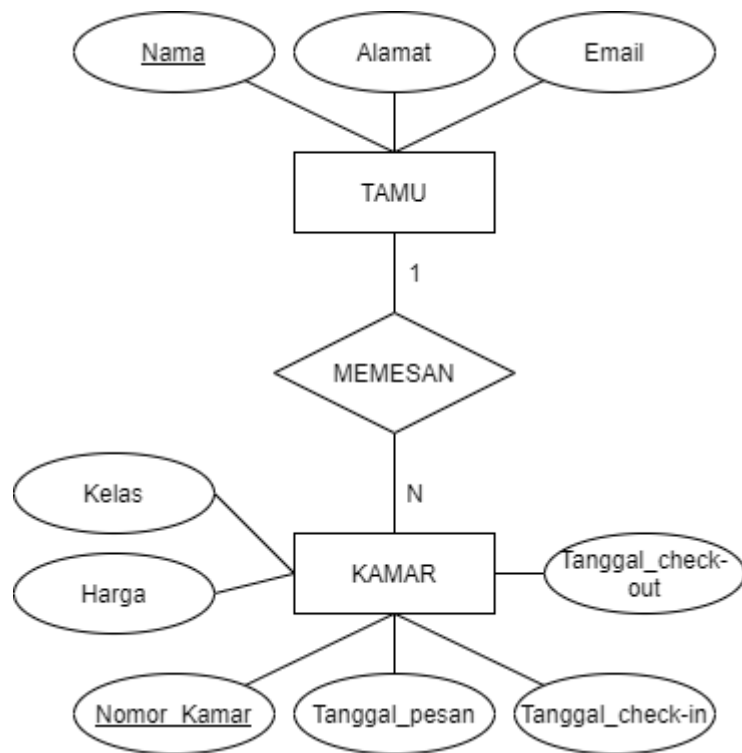 Nama
Alamat
Email
TAMU
1
MEMESAN
N
Kelas
Harga
KAMAR
Tanggal_check-
out
Nomor_Kamar
Tanggal_pesan
Tanggal_check-in